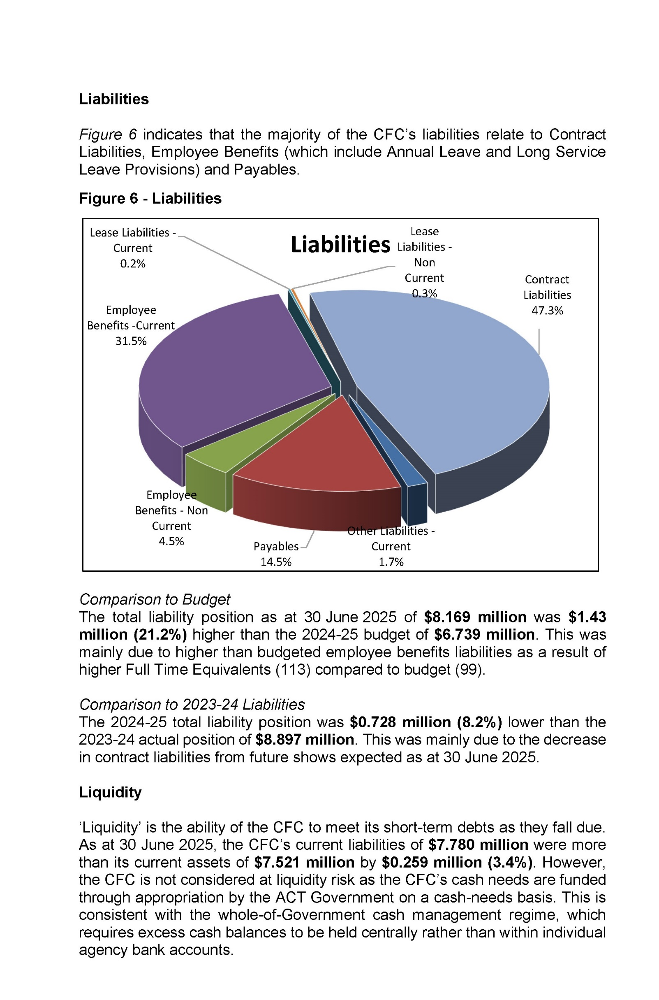 Liabilities
Figure 6 indicates that the majority of the CFC’s liabilities relate to Contract
Liabilities, Employee Benefits (which include Annual Leave and Long Service
Leave Provisions) and Payables.
Figure 6 - Liabilities
Liabilities
Lease Liabilities -
Current
0.2%
Lease
Liabilities -
Non
Current
0.3%
Contract
Liabilities
47.3%
Employee
Benefits -Current
31.5%
Employee
Benefits - Non
Current
4.5%
Payables
14.5%
Other Liabilities -
Current
1.7%
Comparison to Budget
The total liability position as at 30 June 2025 of $8.169 million was $1.43
million (21.2%) higher than the 2024-25 budget of $6.739 million. This was
mainly due to higher than budgeted employee benefits liabilities as a result of
higher Full Time Equivalents (113) compared to budget (99).
Comparison to 2023-24 Liabilities
The 2024-25 total liability position was $0.728 million (8.2%) lower than the
2023-24 actual position of $8.897 million. This was mainly due to the decrease
in contract liabilities from future shows expected as at 30 June 2025.
Liquidity
‘Liquidity’ is the ability of the CFC to meet its short-term debts as they fall due.
As at 30 June 2025, the CFC’s current liabilities of $7.780 million were more
than its current assets of $7.521 million by $0.259 million (3.4%). However,
the CFC is not considered at liquidity risk as the CFC’s cash needs are funded
through appropriation by the ACT Government on a cash-needs basis. This is
consistent with the whole-of-Government cash management regime, which
requires excess cash balances to be held centrally rather than within individual
agency bank accounts.